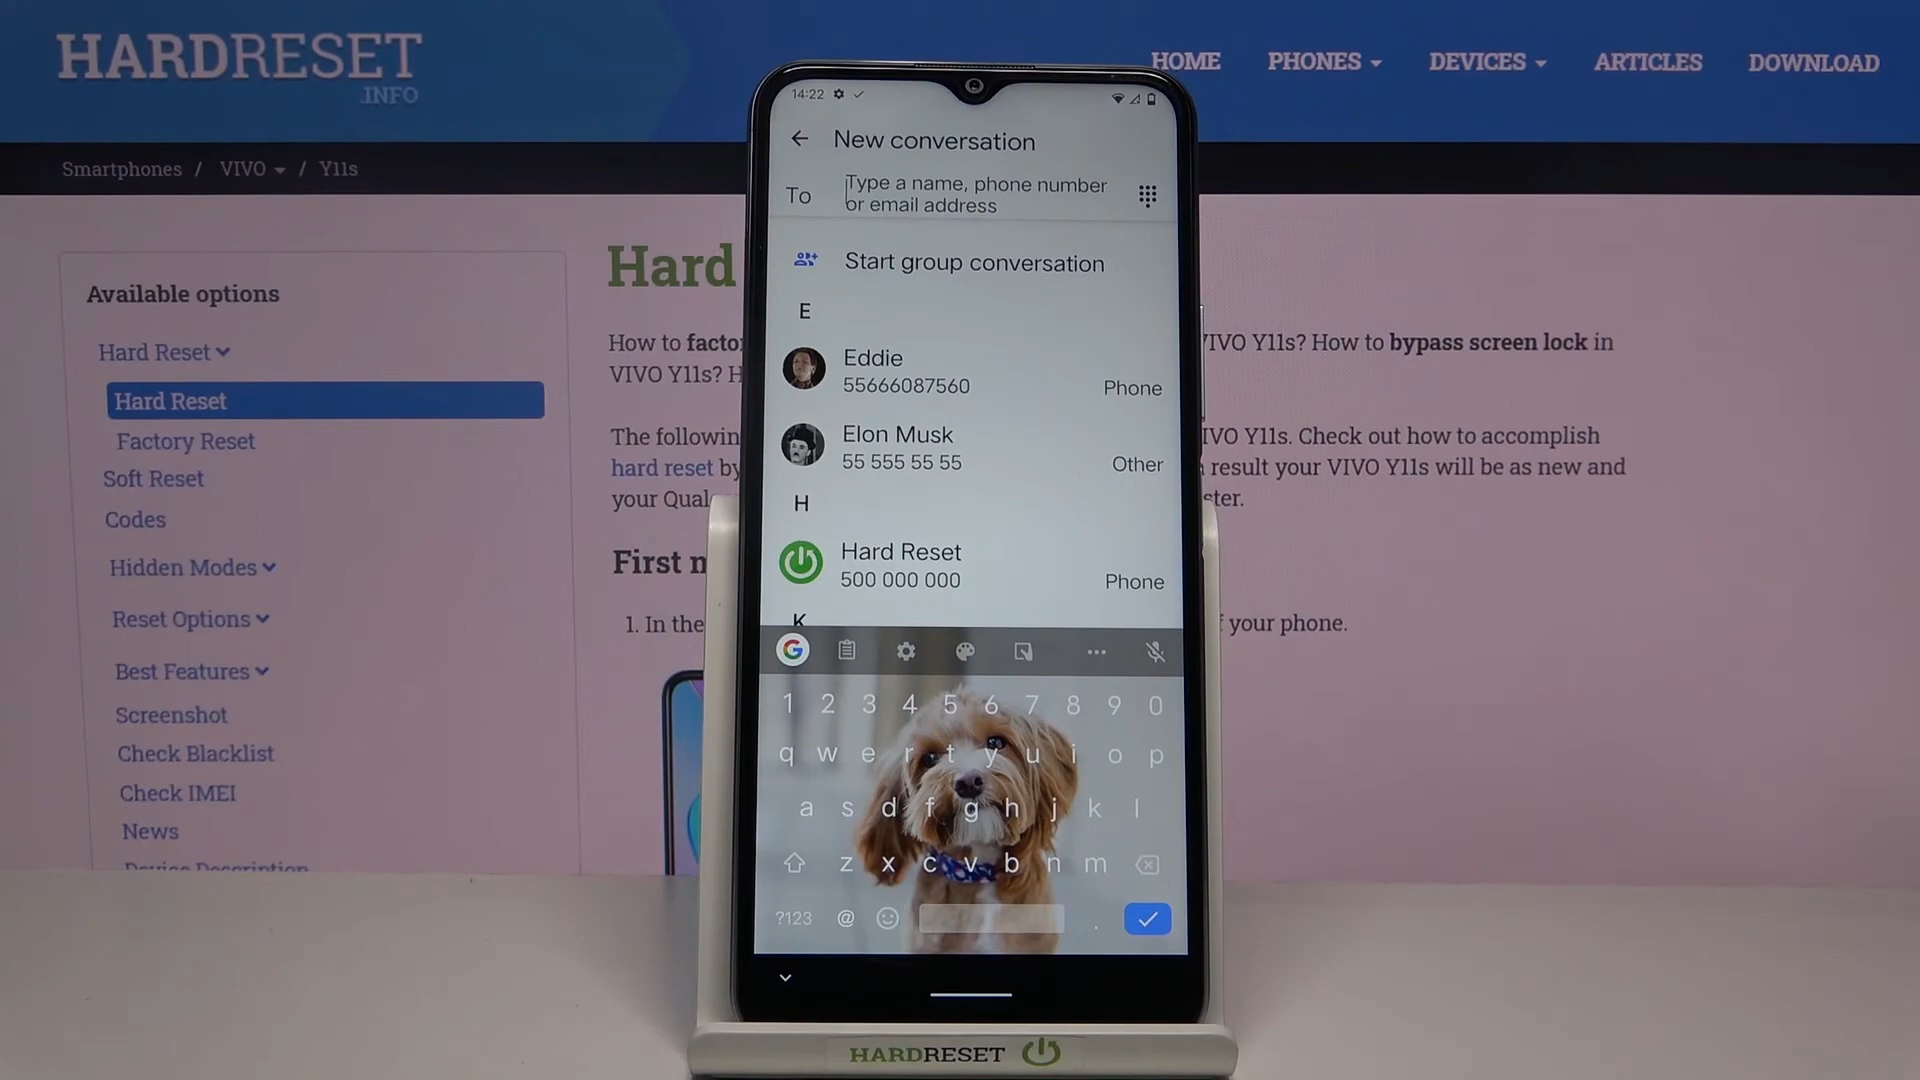 HARDRESET
.INFO
HOME PHONES DEVICES ARTICLES DOWNLOAD
Smartphones / VIVO / Y11s
Available options
Hard Reset
Hard Reset
Factory Reset
Soft Reset
Codes
Hidden Modes
Reset Options
Best Features
Screenshot
Check Blacklist
Check IMEI
News
Device Description
Hard
How to VIVO Y11s? How to bypass screen lock in
VIVO Y11s?
The VIVO Y11s. Check out how to accomplish
hard reset by result your VIVO Y11s will be as new and
your
First
1. In the of your phone.
14:22
New conversation
To
Type a name, phone number
or email address
Start group conversation
E
Eddie
55666087560
Phone
Elon Musk
55 555 55 55
Other
H
Hard Reset
500 000 000
Phone
K
1 2 3 4 5 6 7 8 9 0
q w e r t y u i o p
a s d f g h j k l
z x c v b n m
?123 @ .
HARDRESET